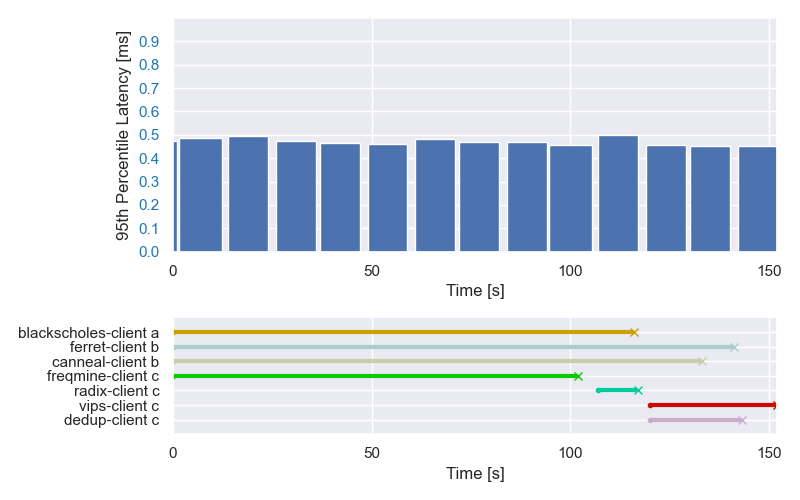 95th Percentile Latency [ms]
0.9
0.8
0.7
0.6
0.5
0.4
0.3
0.2
0.1
0.0
0 50 100 150
Time [s]
blackscholes-client a
ferret-client b
canneal-client b
freqmine-client c
radix-client c
vips-client c
dedup-client c
0 50 100 150
Time [s]